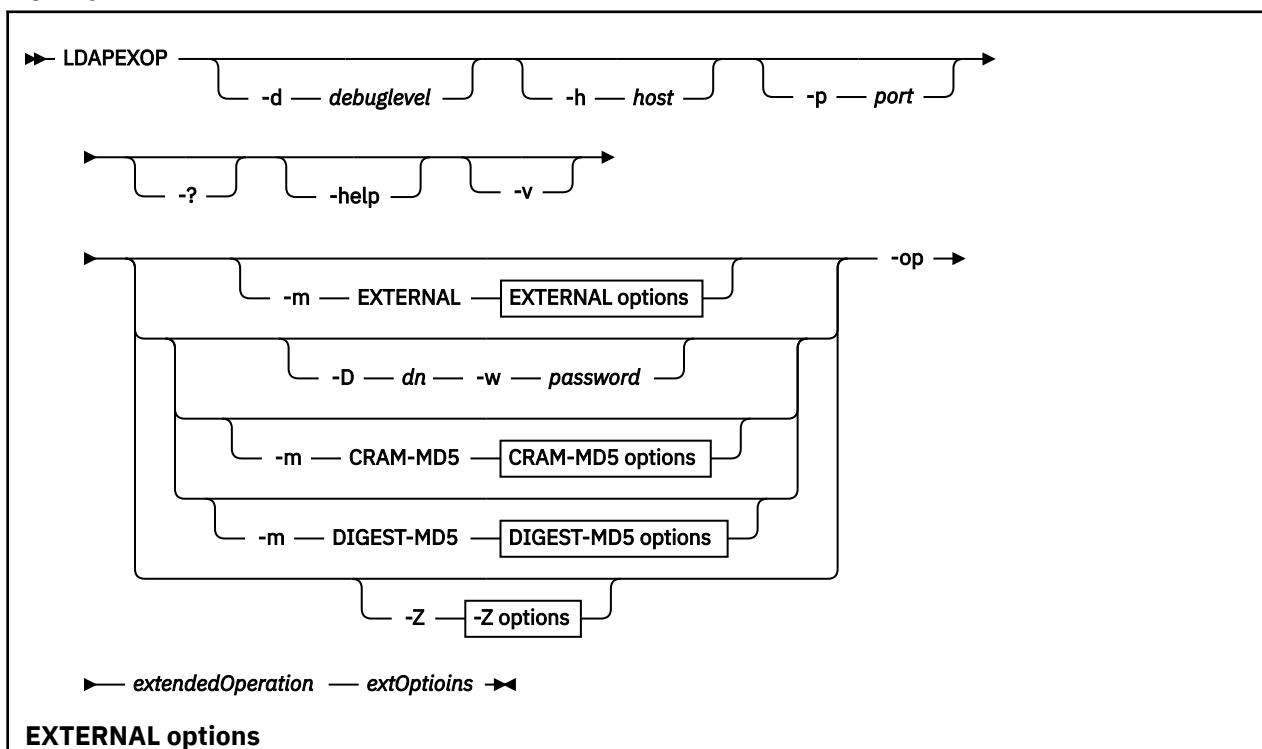 LDAPEXOP
-d debuglevel -h host -p port
-? -help -v
-op
-m EXTERNAL EXTERNAL options
-D dn -w password
-m CRAM-MD5 CRAM-MD5 options
-m DIGEST-MD5 DIGEST-MD5 options
-Z -Z options
extendedOperation extOptioins
EXTERNAL options